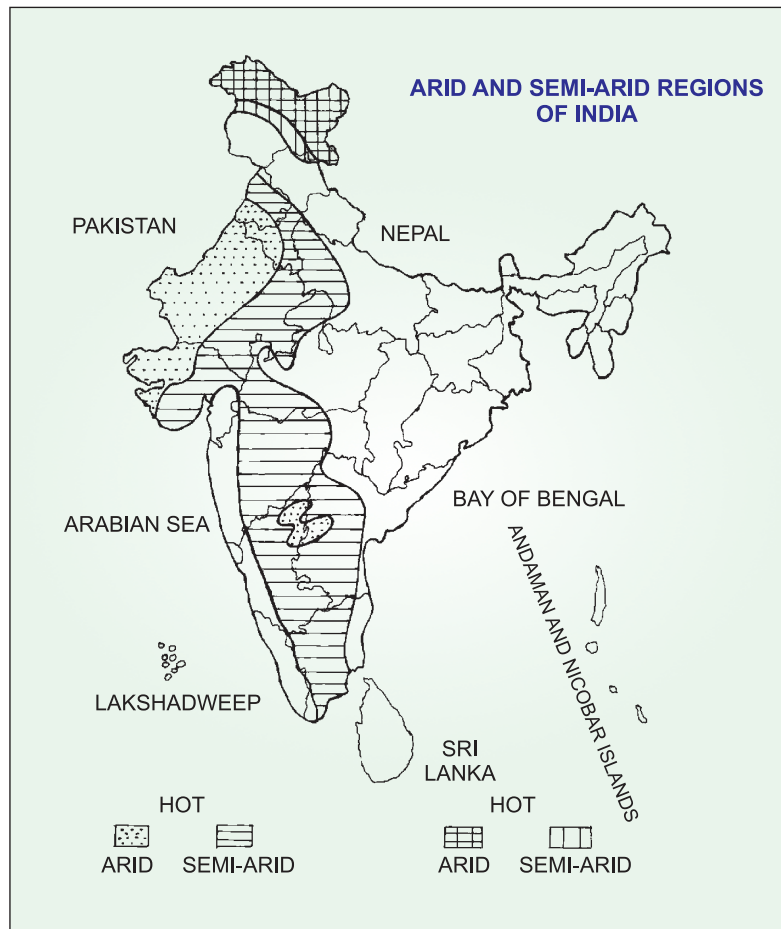 ARID AND SEMI-ARID REGIONS
OF INDIA
PAKISTAN
NEPAL
BAY OF BENGAL
ARABIAN SEA
ANDAMAN AND NICOBAR ISLANDS
LAKSHADWEEP
SRI
LANKA
HOT
ARID
SEMI-ARID
HOT
ARID
SEMI-ARID